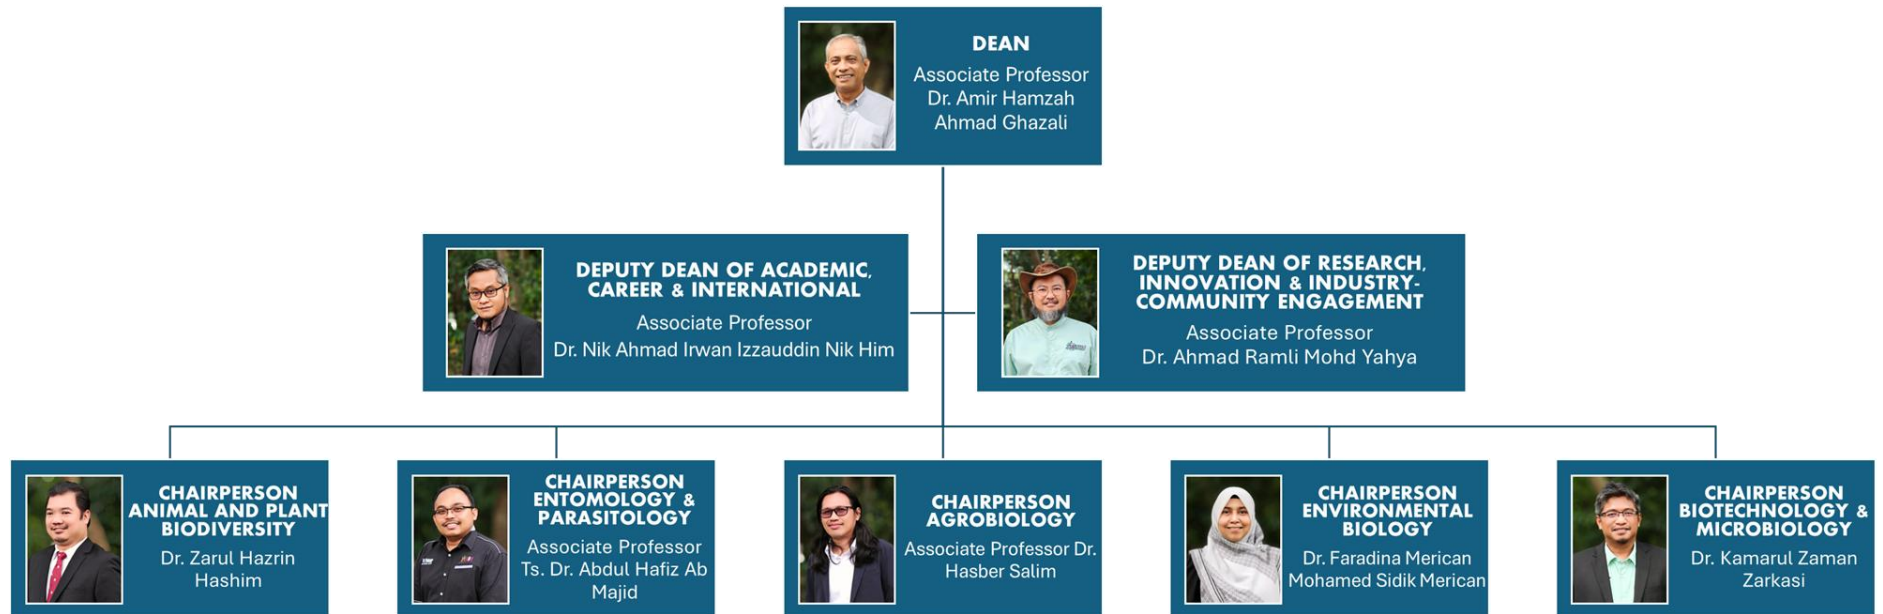 DEAN
Associate Professor
Dr. Amir Hamzah
Ahmad Ghazali
DEPUTY DEAN OF ACADEMIC,
CAREER & INTERNATIONAL
Associate Professor
Dr. Nik Ahmad Irwan Izzauddin Nik Him
DEPUTY DEAN OF RESEARCH,
INNOVATION & INDUSTRY-
COMMUNITY ENGAGEMENT
Associate Professor
Dr. Ahmad Ramli Mohd Yahya
CHAIRPERSON
ANIMAL AND PLANT
BIODIVERSITY
Dr. Zarul Hazrin
Hashim
CHAIRPERSON
ENTOMOLOGY &
PARASITOLOGY
Associate Professor
Ts. Dr. Abdul Hafiz Ab
Majid
CHAIRPERSON
AGROBIOLOGY
Associate Professor Dr.
Hasber Salim
CHAIRPERSON
ENVIRONMENTAL
BIOLOGY
Dr. Faradina Merican
Mohamed Sidik Merican
CHAIRPERSON
BIOTECHNOLOGY &
MICROBIOLOGY
Dr. Kamarul Zaman
Zarkasi